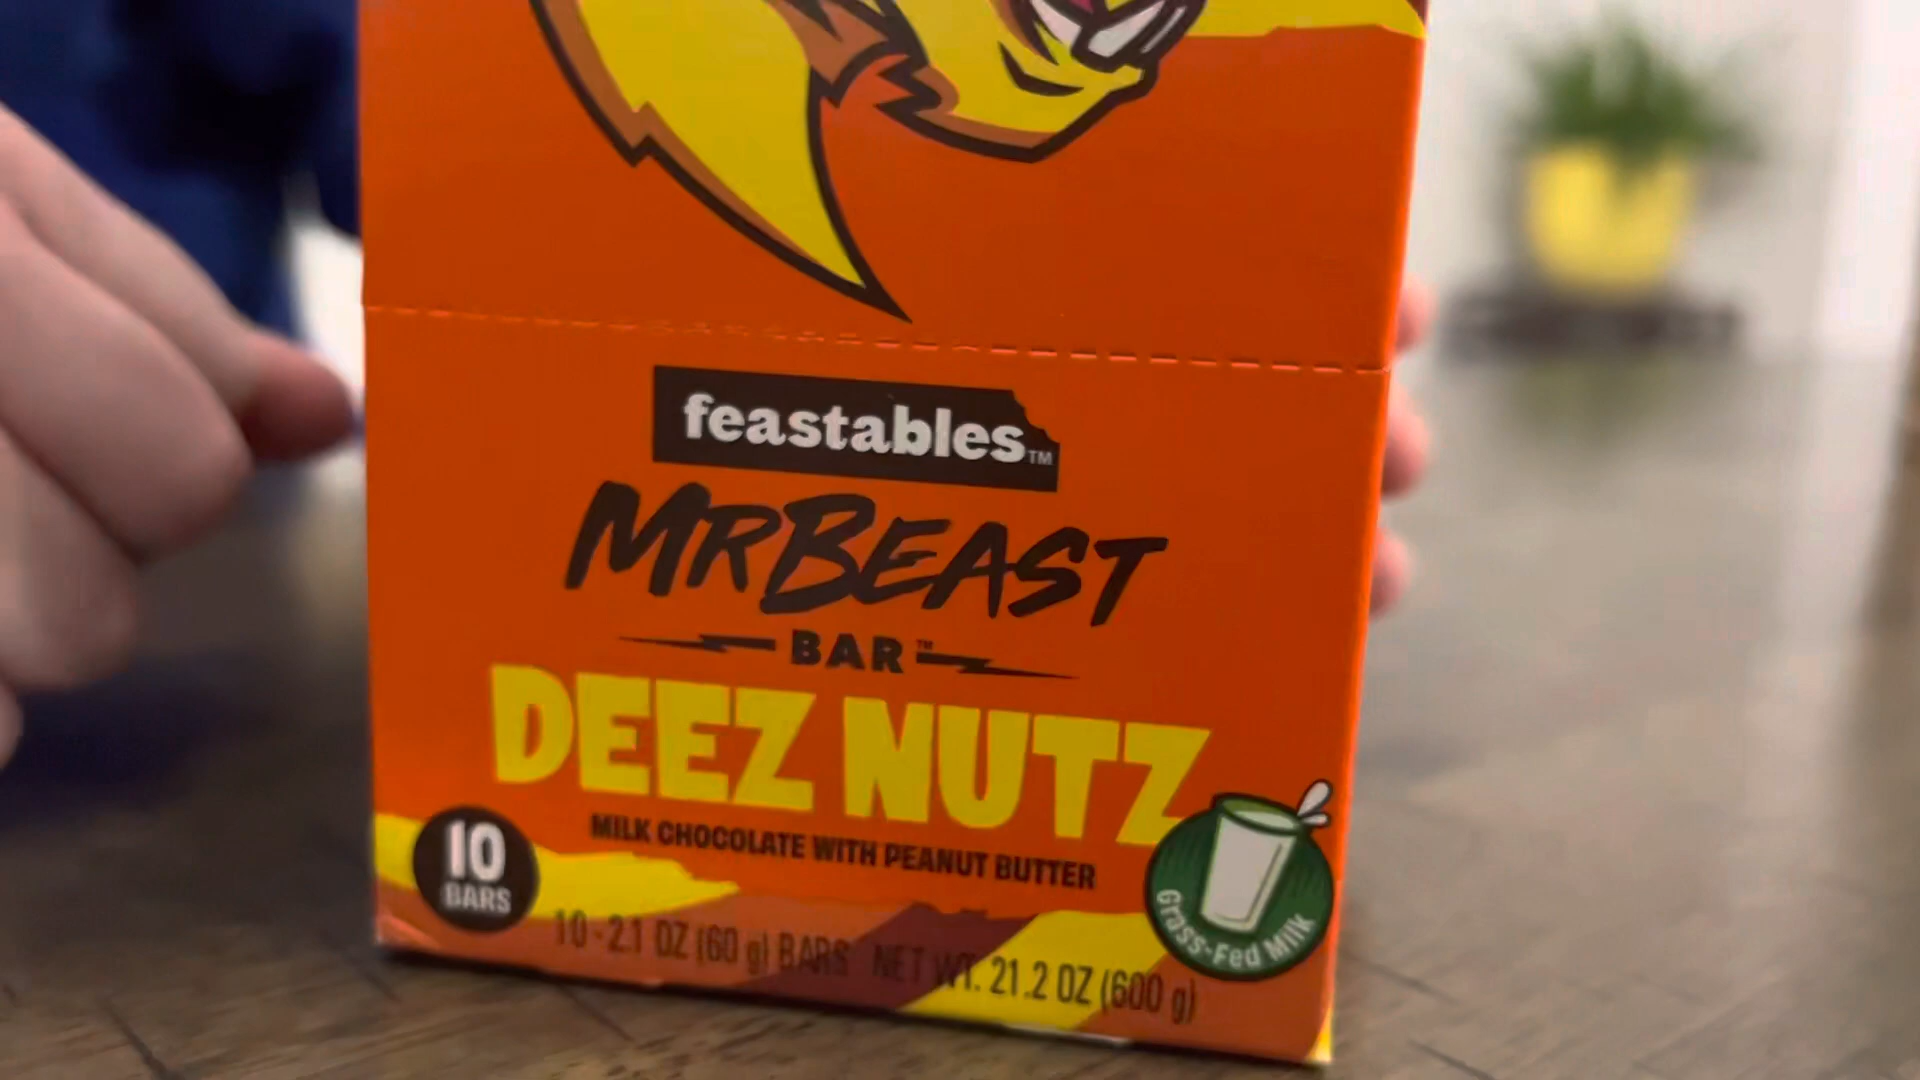 feastables™
MRBEAST
BAR™
DEEZ NUTZ
MILK CHOCOLATE WITH PEANUT BUTTER
10
BARS
10-2.1 OZ (60 g) BARS NET WT. 21.2 OZ (600 g)
Grass-Fed Milk